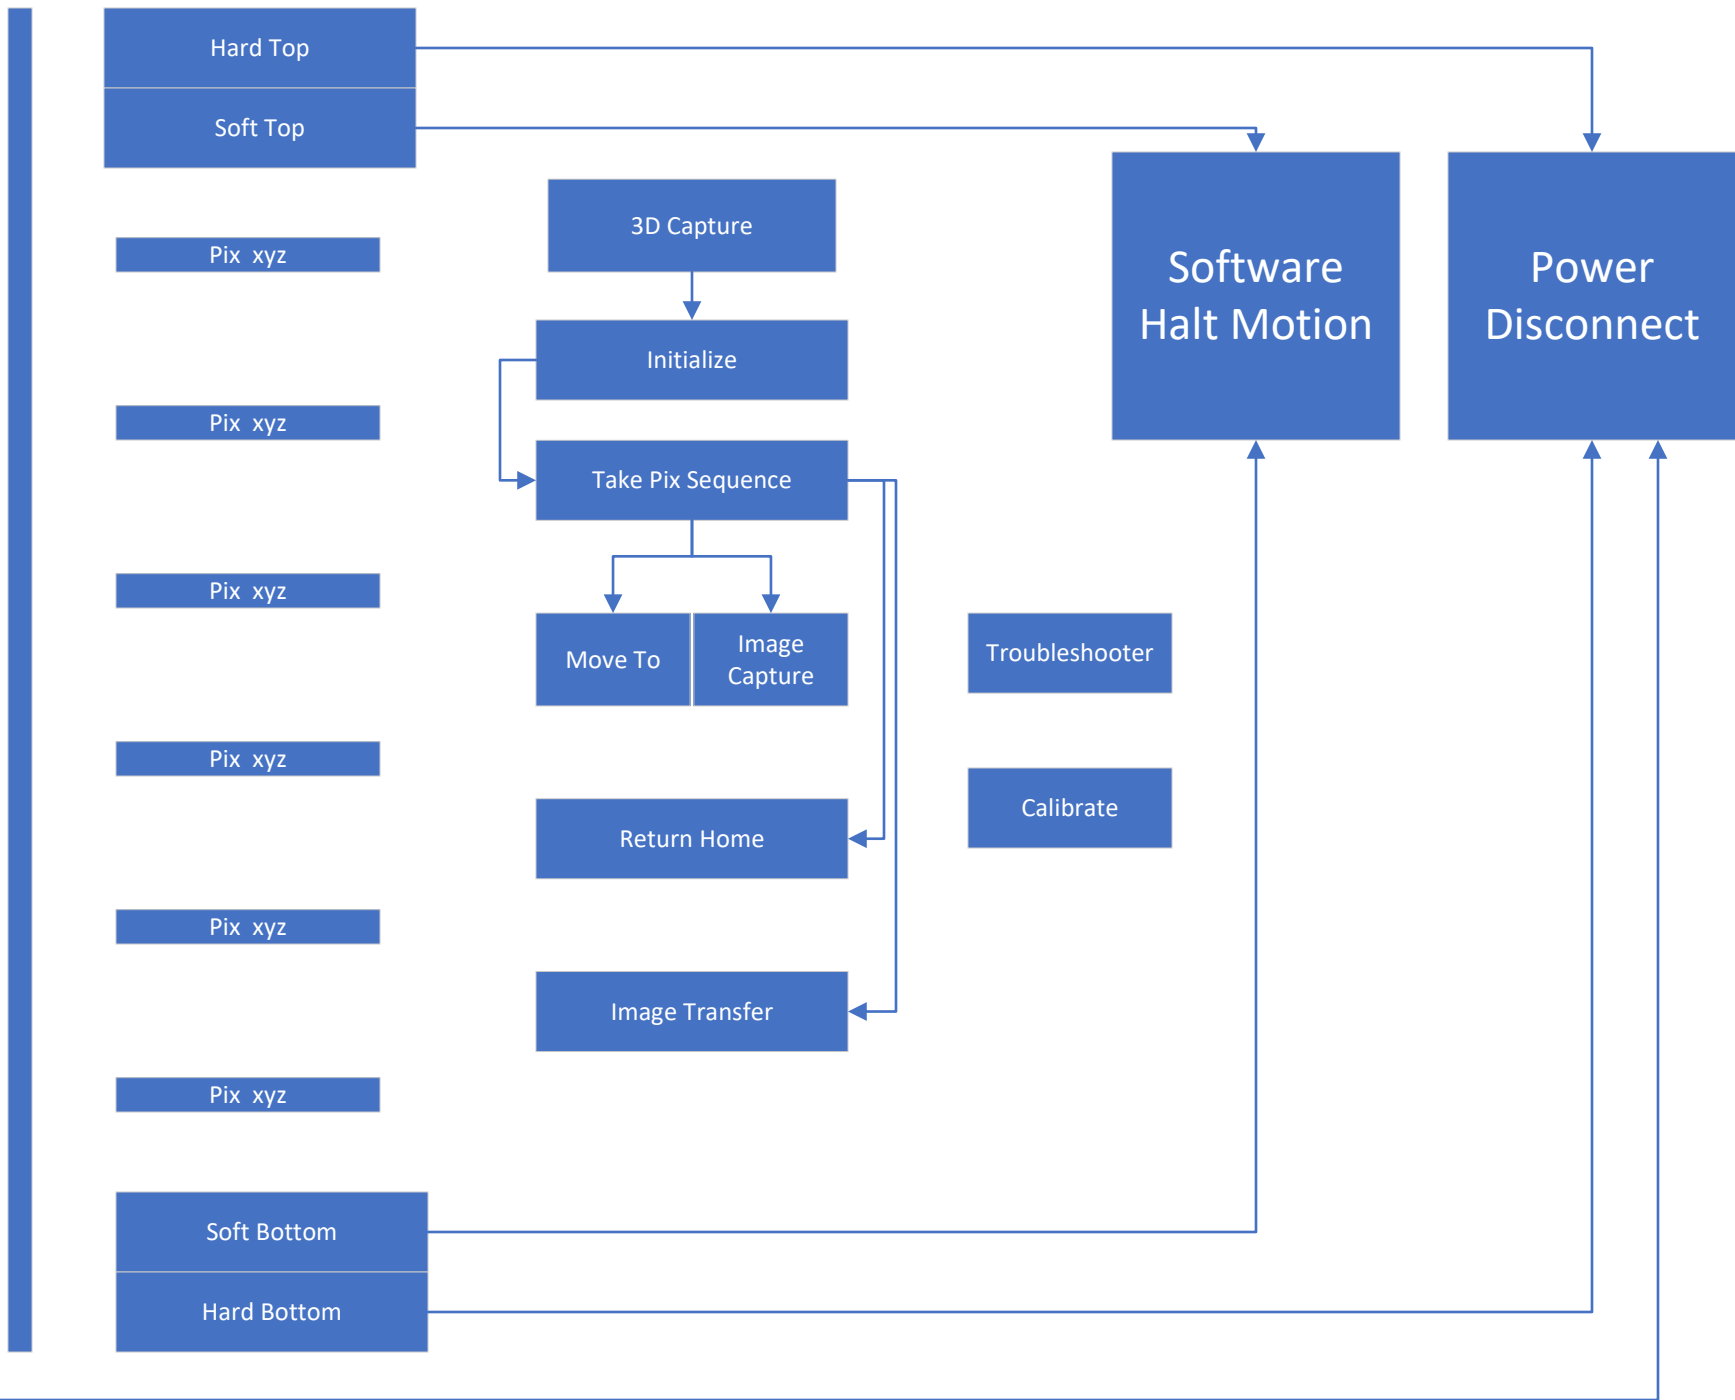 Hard Top
Soft Top
3D Capture
Pix  xyz
Software
Halt Motion
Power
Disconnect
Initialize
Pix  xyz
Take Pix Sequence
Pix  xyz
Move To
Image
Capture
Troubleshooter
Pix  xyz
Calibrate
Return Home
Pix  xyz
Image Transfer
Pix  xyz
Soft Bottom
Hard Bottom